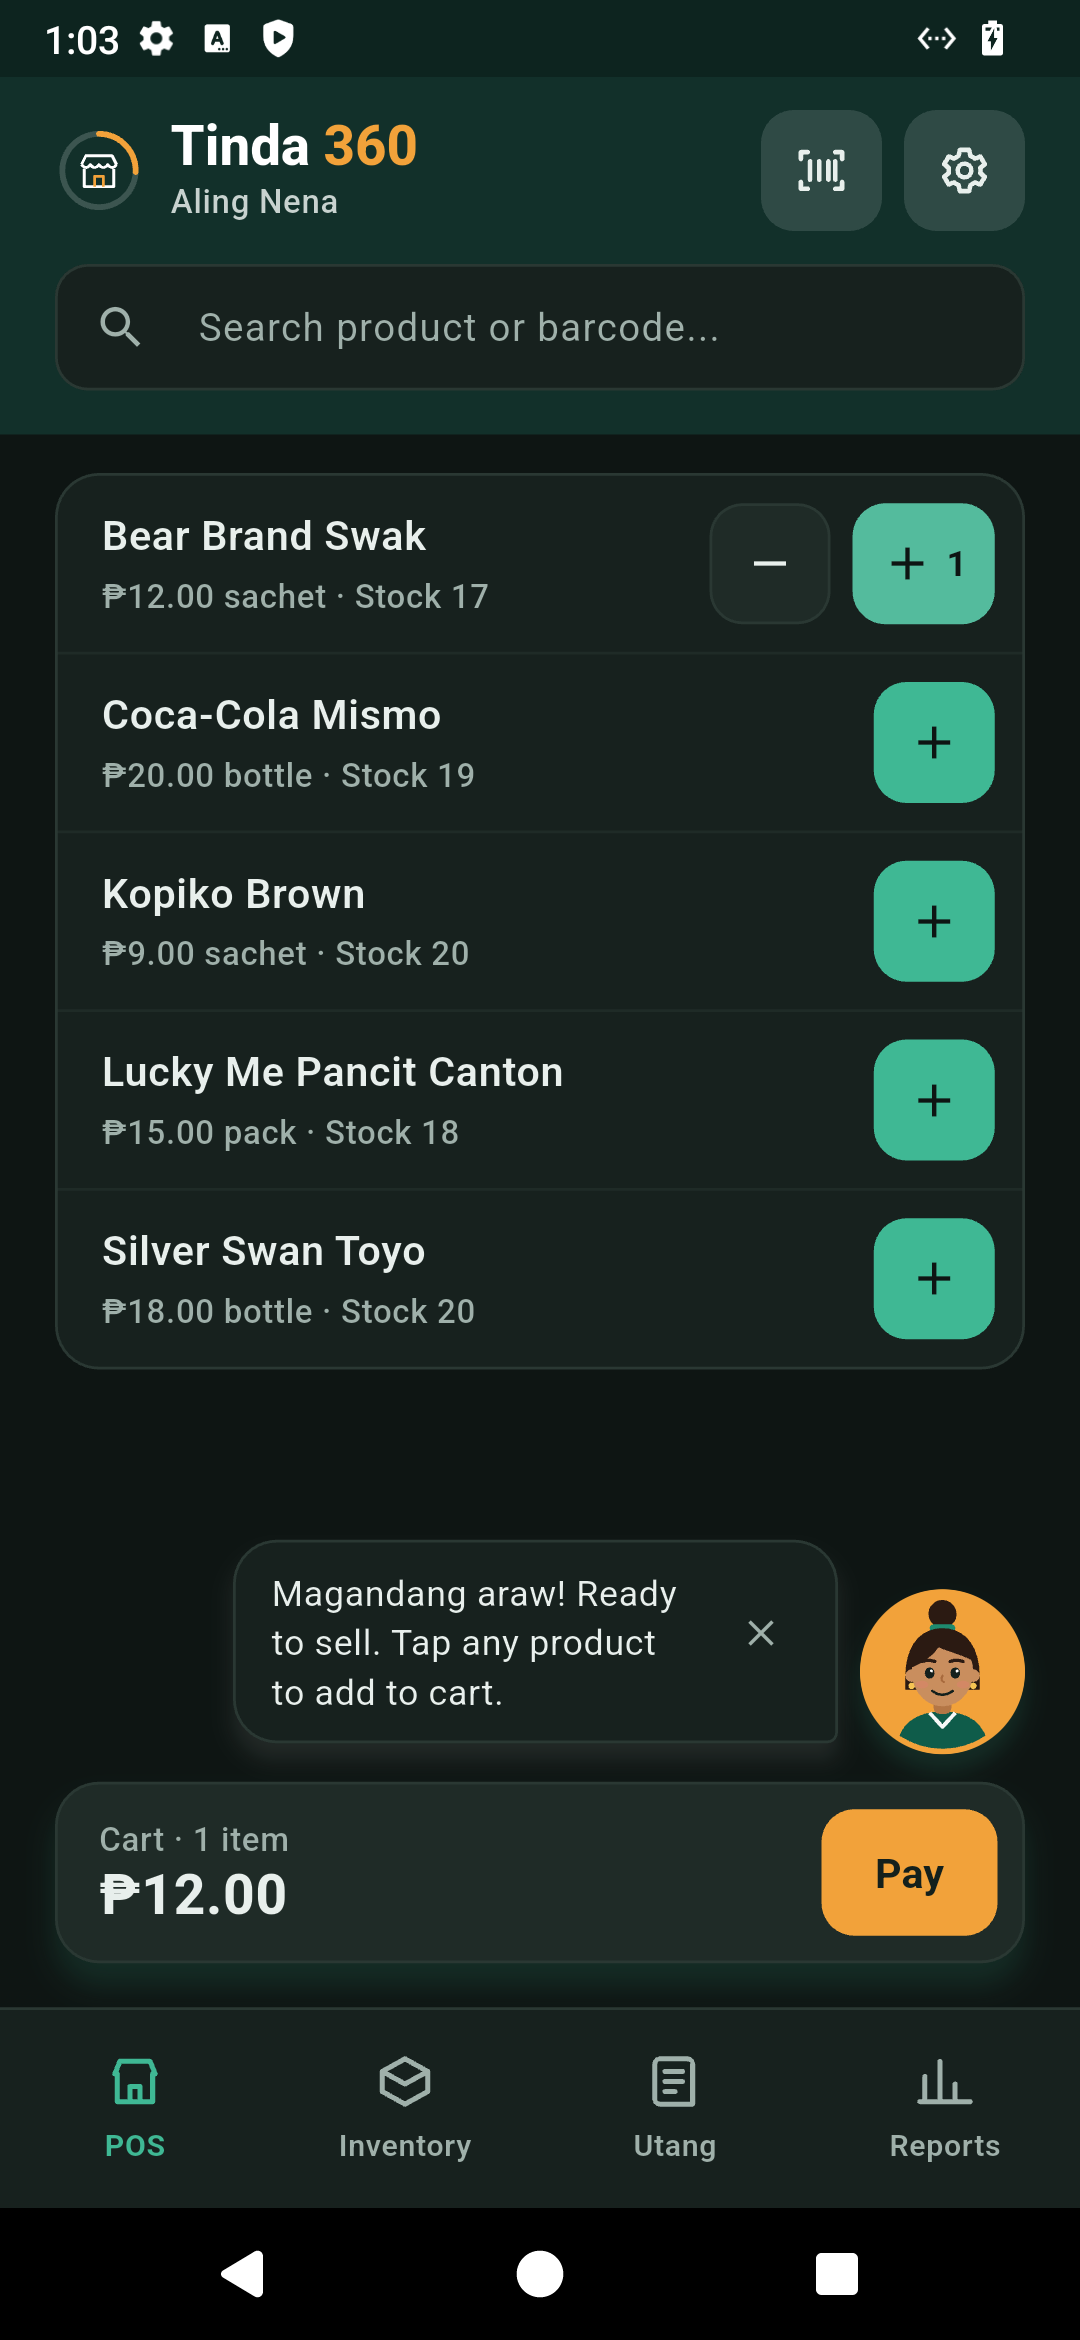 1:03
Tinda 360
Aling Nena
Search product or barcode...
Bear Brand Swak
₱12.00 sachet · Stock 17
1
Coca-Cola Mismo
₱20.00 bottle · Stock 19
Kopiko Brown
₱9.00 sachet · Stock 20
Lucky Me Pancit Canton
₱15.00 pack · Stock 18
Silver Swan Toyo
₱18.00 bottle · Stock 20
Magandang araw! Ready
to sell. Tap any product
to add to cart.
Cart · 1 item
₱12.00
Pay
POS
Inventory
Utang
Reports